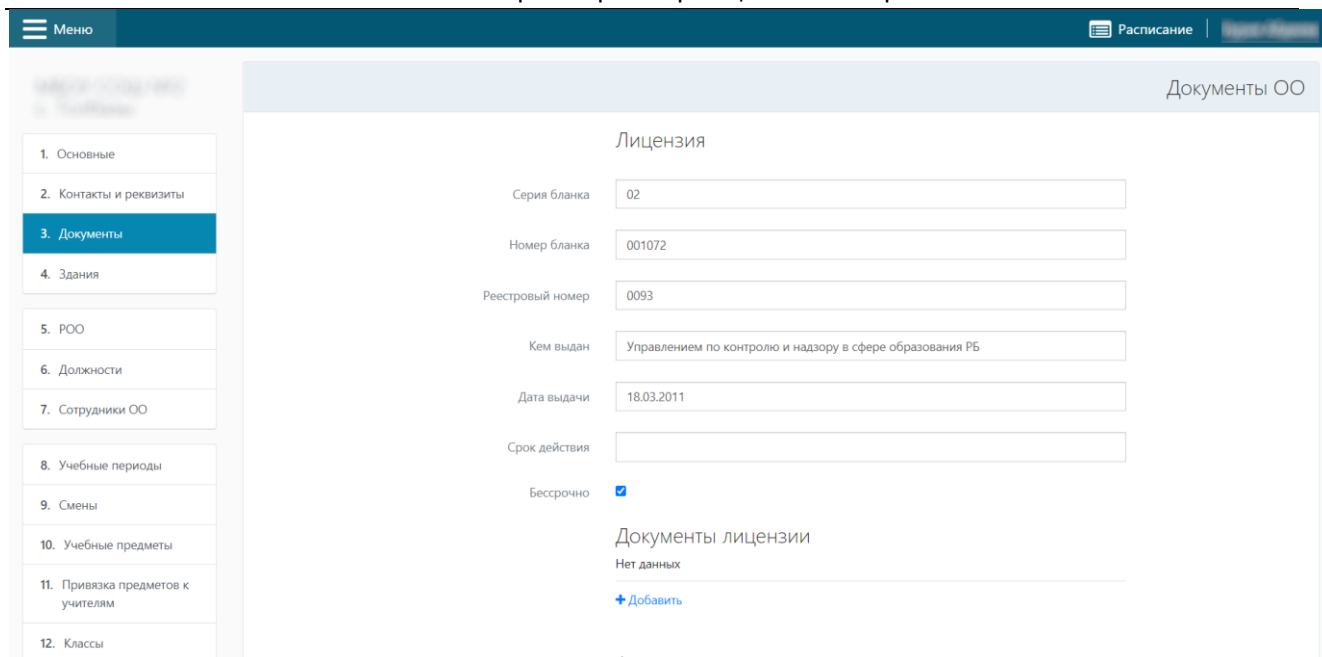 Меню
Расписание
Документы ОО
1. Основные
2. Контакты и реквизиты
3. Документы
4. Здания
5. РОО
6. Должности
7. Сотрудники ОО
8. Учебные периоды
9. Смены
10. Учебные предметы
11. Привязка предметов к
учителям
12. Классы
Лицензия
Серия бланка 02
Номер бланка 001072
Реестровый номер 0093
Кем выдан Управлением по контролю и надзору в сфере образования РБ
Дата выдачи 18.03.2011
Срок действия
Бессрочно
Документы лицензии
Нет данных
+ Добавить